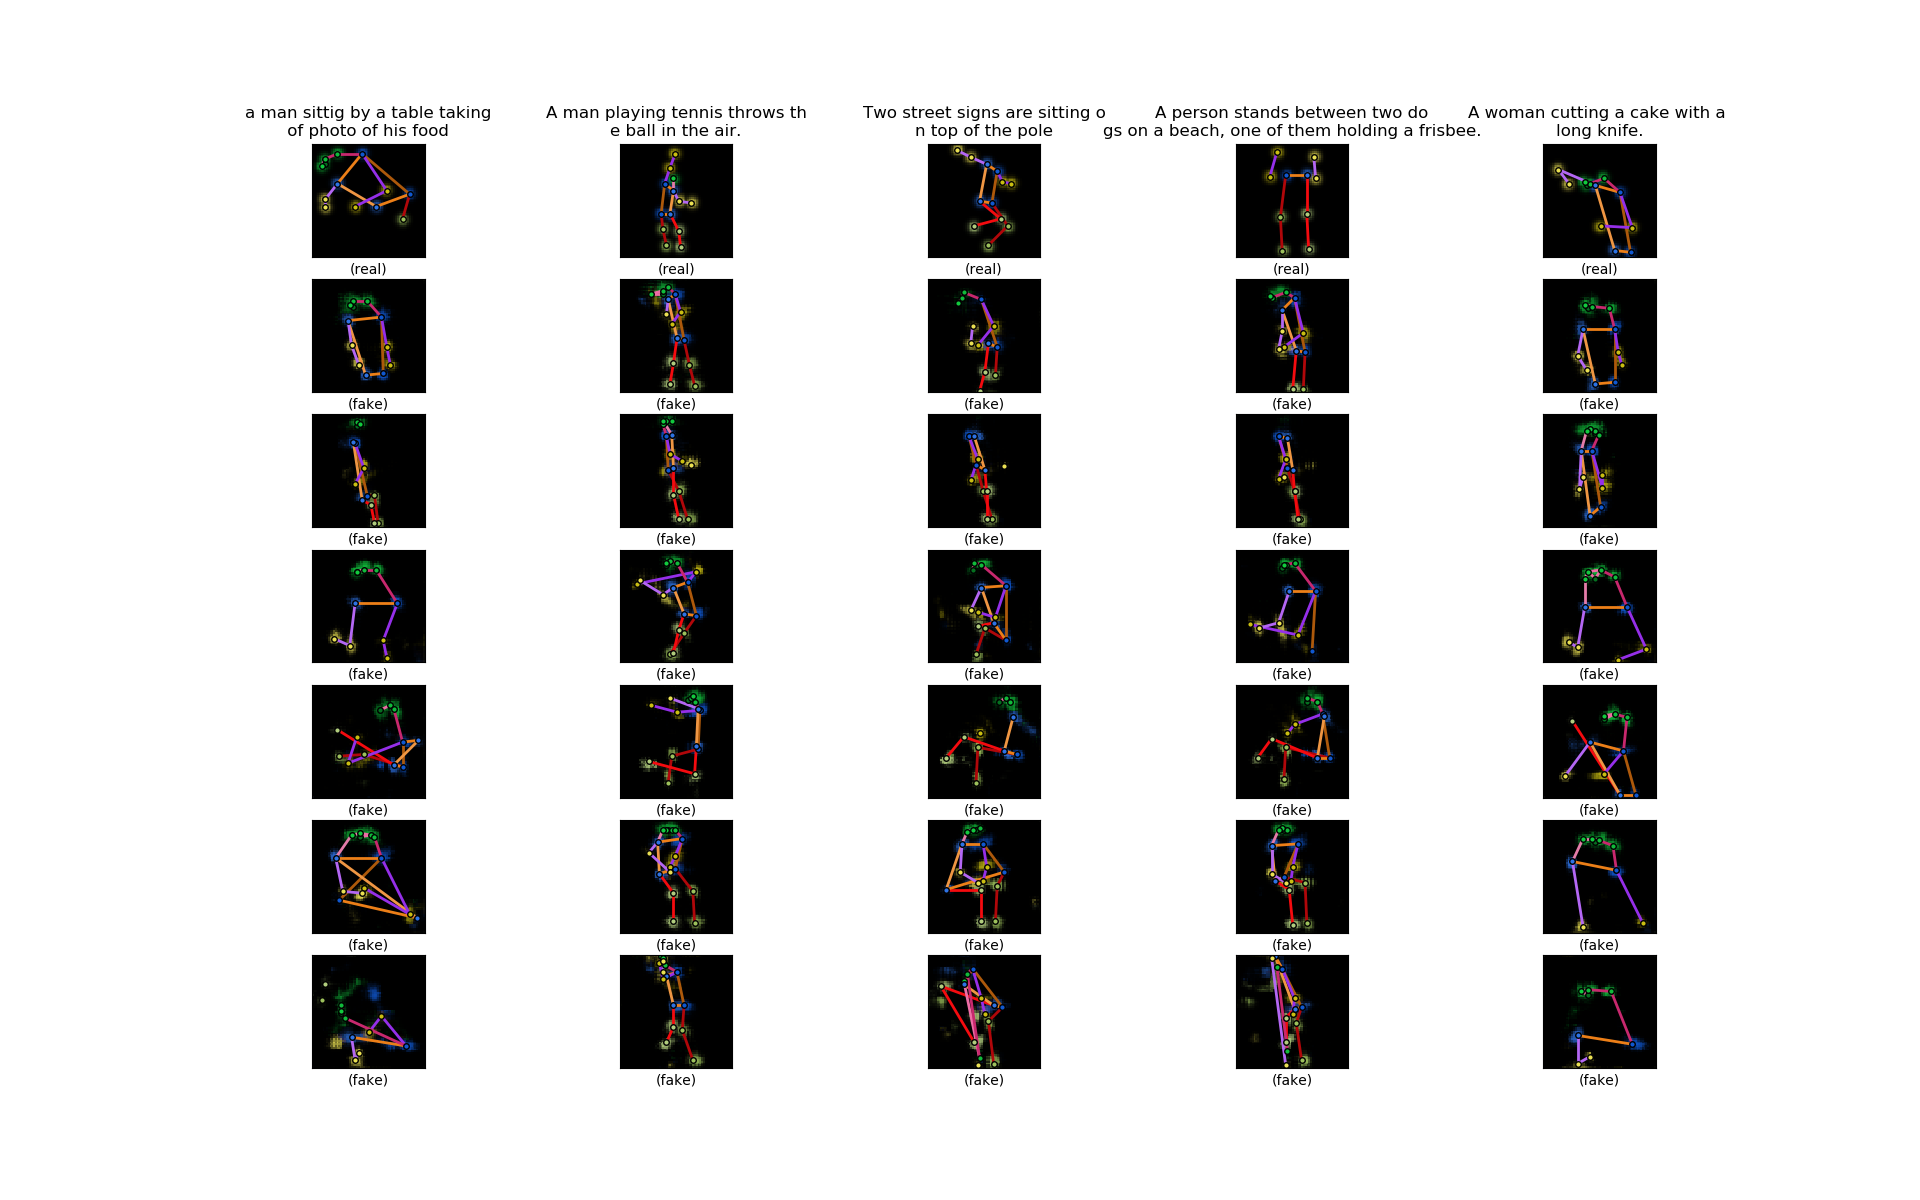 a man sittig by a table taking
of photo of his food
A man playing tennis throws th
e ball in the air.
Two street signs are sitting o
n top of the pole
A person stands between two do
gs on a beach, one of them holding a frisbee.
A woman cutting a cake with a
long knife.
(real) (real) (real) (real) (real)
(fake) (fake) (fake) (fake) (fake)
(fake) (fake) (fake) (fake) (fake)
(fake) (fake) (fake) (fake) (fake)
(fake) (fake) (fake) (fake) (fake)
(fake) (fake) (fake) (fake) (fake)
(fake) (fake) (fake) (fake) (fake)